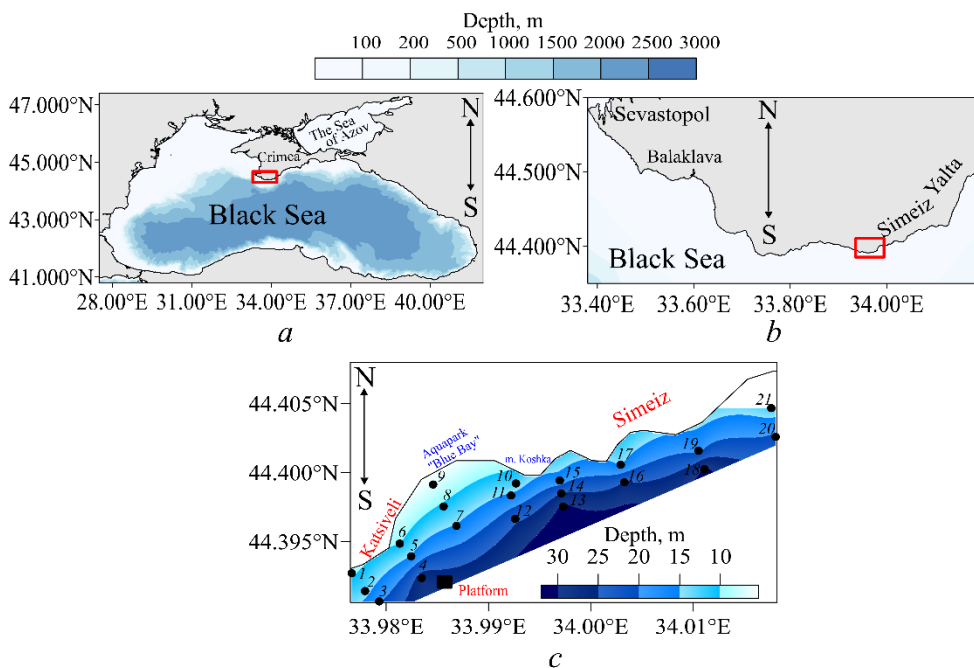 Depth, m
100 200 500 1000 1500 2000 2500 3000
47.000°N
45.000°N
43.000°N
41.000°N
28.00°E 31.00°E 34.00°E 37.00°E 40.00°E
The Sea
of Azov
Crimea
Black Sea
N
S
a
44.600°N
44.500°N
44.400°N
33.40°E 33.60°E 33.80°E 34.00°E
Sevastopol
Balaklava
Simeiz Yalta
Black Sea
N
S
b
44.405°N
44.400°N
44.395°N
33.98°E 33.99°E 34.00°E 34.01°E
N
S
Katsiveli
Aquapark
"Blue Bay"
m. Koshka
Simeiz
1
2
3
4
5
6
7
8
9
10
11
12
13
14
15
16
17
18
19
20
21
Platform
Depth, m
30 25 20 15 10
c